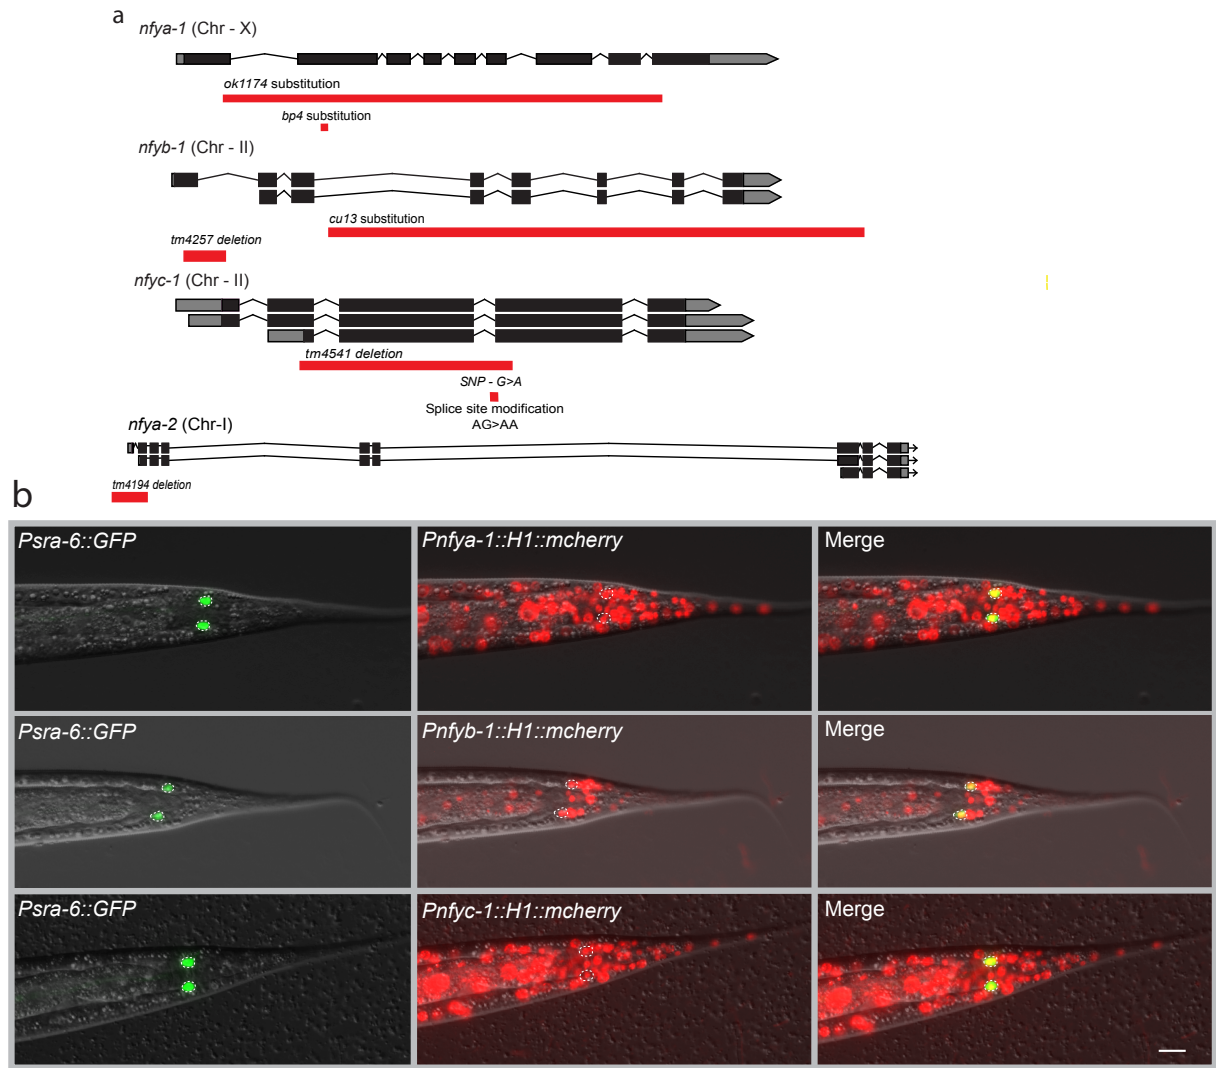 a
nfya-1 (Chr - X)
ok1174 substitution
bp4 substitution
nfyb-1 (Chr - II)
cu13 substitution
tm4257 deletion
nfyc-1 (Chr - II)
tm4541 deletion
SNP - G>A
Splice site modification
AG>AA
nfya-2 (Chr-I)
tm4194 deletion
b
Psra-6::GFP
Pnfya-1::H1::mcherry
Merge
Psra-6::GFP
Pnfyb-1::H1::mcherry
Merge
Psra-6::GFP
Pnfyc-1::H1::mcherry
Merge